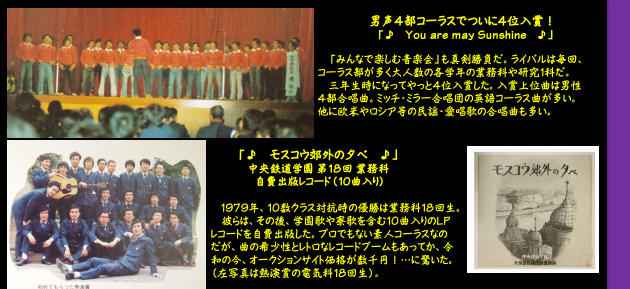 男声４部コーラスでついに４位入賞！
「♪　You are may Sunshine　♪」
「みんなで楽しむ音楽会」も真剣勝負だ。ライバルは毎回、
コーラス部が多く大人数の各学年の業務科や研究1科だ。
三年生時になってやっと４位入賞した。入賞上位曲は男性
４部合唱曲。ミッチ・ミラー合唱団の英語コーラス曲が多い。
他に欧米やロシア等の民謡・愛唱歌の合唱曲も多い。
「♪　モスコウ郊外の夕べ　♪」
中央鉄道学園 第18回 業務科
自費出版レコード（10曲入り）
1979年、10数クラス対抗時の優勝は業務科18回生。
彼らは、その後、学園歌や寮歌を含む10曲入りのLP
レコードを自費出版した。プロでもない素人コーラスなの
だが、曲の希少性とレトロなレコードブームもあってか、令
和の今、オークションサイト価格が数千円！…に驚いた。
（左写真は熱演賞の電気科18回生）。
初めてもらった熱演賞
モスコウ郊外の夕べ